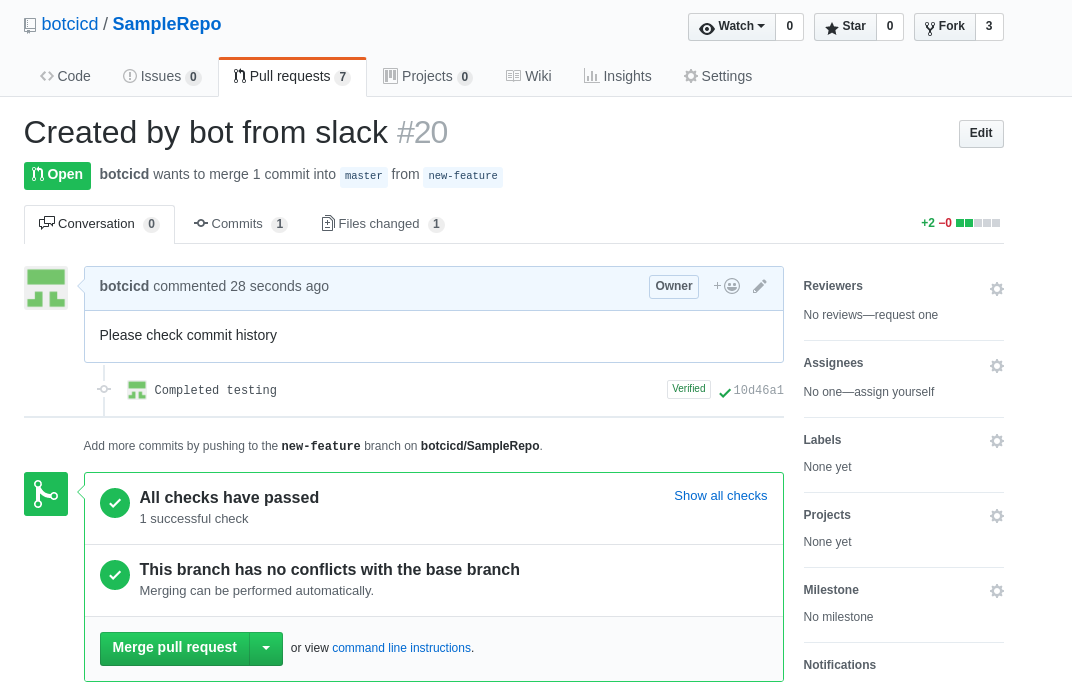 botcicd / SampleRepo
Watch 0 Star 0 Fork 3
Code Issues 0 Pull requests 7 Projects 0 Wiki Insights Settings
Created by bot from slack #20
Edit
Open botcicd wants to merge 1 commit into master from new-feature
Conversation 0 Commits 1 Files changed 1 +2 −0
botcicd commented 28 seconds ago Owner
Please check commit history
Completed testing Verified 10d46a1
Add more commits by pushing to the new-feature branch on botcicd/SampleRepo.
All checks have passed
1 successful check
Show all checks
This branch has no conflicts with the base branch
Merging can be performed automatically.
Merge pull request or view command line instructions.
Reviewers
No reviews—request one
Assignees
No one—assign yourself
Labels
None yet
Projects
None yet
Milestone
No milestone
Notifications